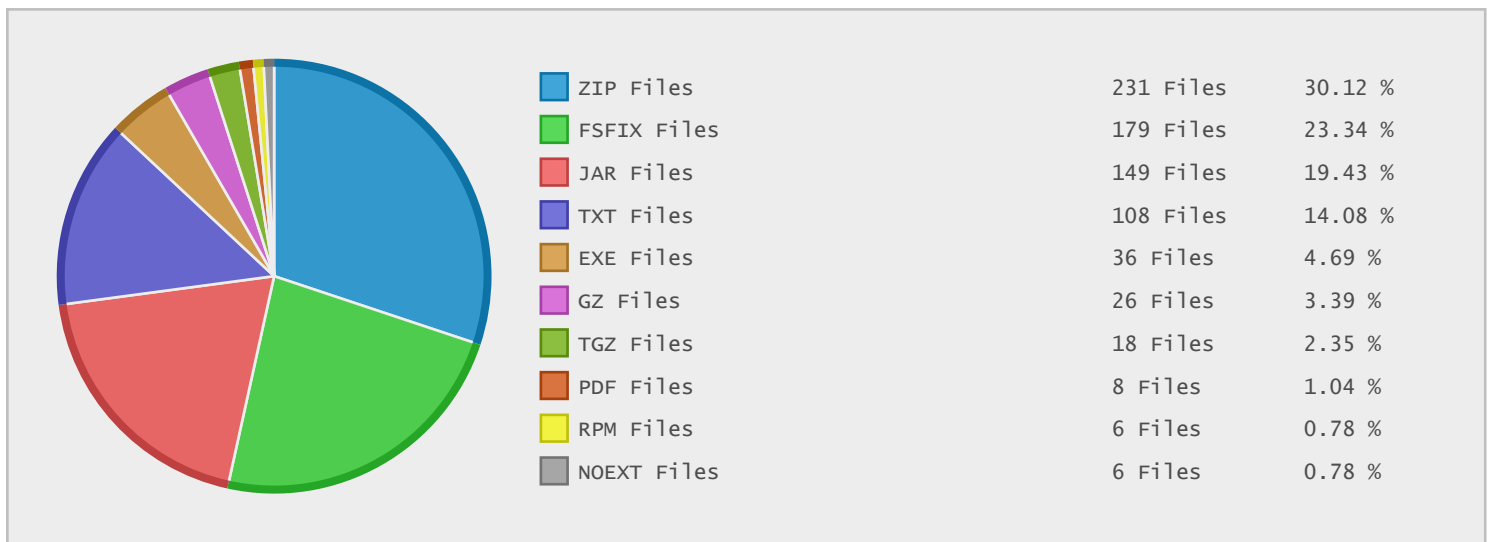 ZIP Files 231 Files 30.12 %
FSFIX Files 179 Files 23.34 %
JAR Files 149 Files 19.43 %
TXT Files 108 Files 14.08 %
EXE Files 36 Files 4.69 %
GZ Files 26 Files 3.39 %
TGZ Files 18 Files 2.35 %
PDF Files 8 Files 1.04 %
RPM Files 6 Files 0.78 %
NOEXT Files 6 Files 0.78 %